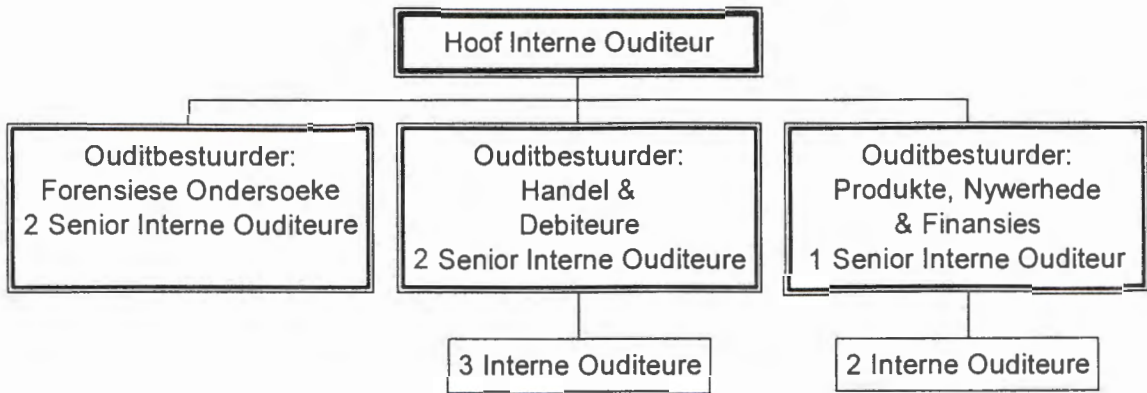 Hoof Interne Ouditeur
Ouditbestuurder:
Forensiese Ondersoeke
2 Senior Interne Ouditeure
Ouditbestuurder:
Handel &
Debiteure
2 Senior Interne Ouditeure
Ouditbestuurder:
Produkte, Nywerhede
& Finansies
1 Senior Interne Ouditeur
3 Interne Ouditeure
2 Interne Ouditeure